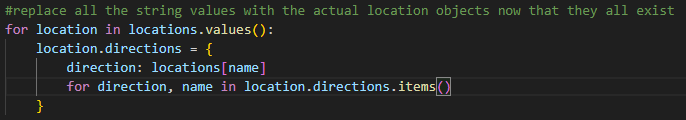 #replace all the string values with the actual location objects now that they all exist
for location in locations.values():
    location.directions = {
        direction: locations[name]
        for direction, name in location.directions.items()
    }